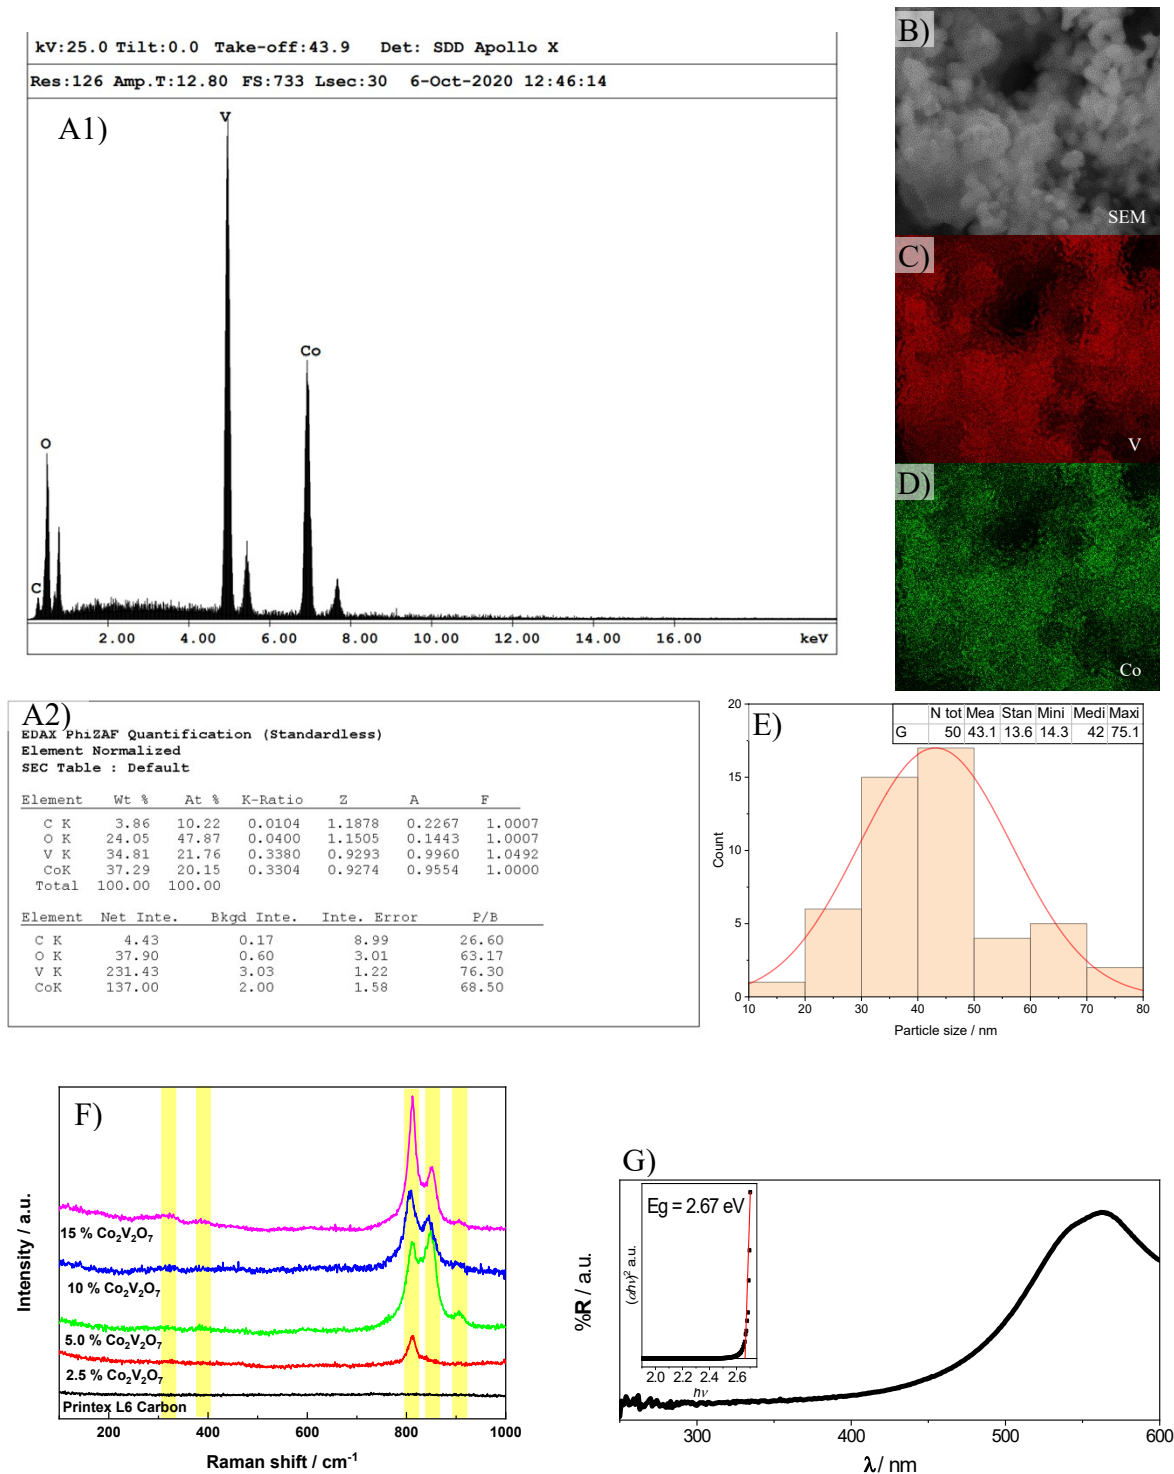 kV:25.0 Tilt:0.0 Take-off:43.9 Det: SDD Apollo X
Res:126 Amp.T:12.80 FS:733 Lsec:30 6-Oct-2020 12:46:14
A1)
V
Co
O
C
2.00 4.00 6.00 8.00 10.00 12.00 14.00 16.00 keV
B)
SEM
C)
V
D)
Co
A2)
EDAX PhiZAF Quantification (Standardless)
Element Normalized
SEC Table : Default
Element Wt % At % K-Ratio Z A F
C K 3.86 10.22 0.0104 1.1878 0.2267 1.0007
O K 24.05 47.87 0.0400 1.1505 0.1443 1.0007
V K 34.81 21.76 0.3380 0.9293 0.9960 1.0492
CoK 37.29 20.15 0.3304 0.9274 0.9554 1.0000
Total 100.00 100.00
Element Net Inte. Bkgd Inte. Inte. Error P/B
C K 4.43 0.17 8.99 26.60
O K 37.90 0.60 3.01 63.17
V K 231.43 3.03 1.22 76.30
CoK 137.00 2.00 1.58 68.50
E)
N tot Mea Stan Mini Medi Maxi
G 50 43.1 13.6 14.3 42 75.1
20
15
10
5
0
Count
10 20 30 40 50 60 70 80
Particle size / nm
F)
Intensity / a.u.
15 % Co₂V₂O₇
10 % Co₂V₂O₇
5.0 % Co₂V₂O₇
2.5 % Co₂V₂O₇
Printex L6 Carbon
200 400 600 800 1000
Raman shift / cm⁻¹
G)
%R / a.u.
Eg = 2.67 eV
(αhν)² a.u.
2.0 2.2 2.4 2.6
hν
300 400 500 600
λ / nm